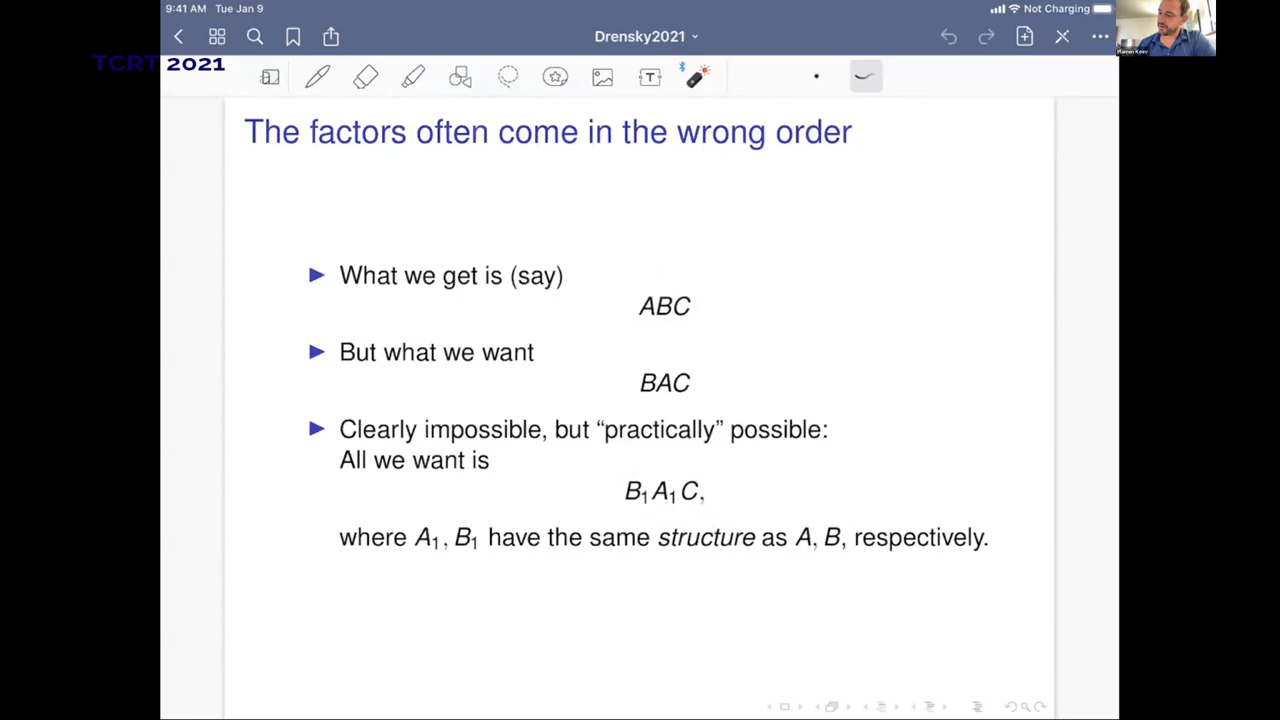 9:41 AM Tue Jan 9
Not Charging
Drensky2021
TCRT 2021
T
The factors often come in the wrong order
What we get is (say)
ABC
But what we want
BAC
Clearly impossible, but “practically” possible:
All we want is
B₁A₁C,
where A₁, B₁ have the same structure as A, B, respectively.